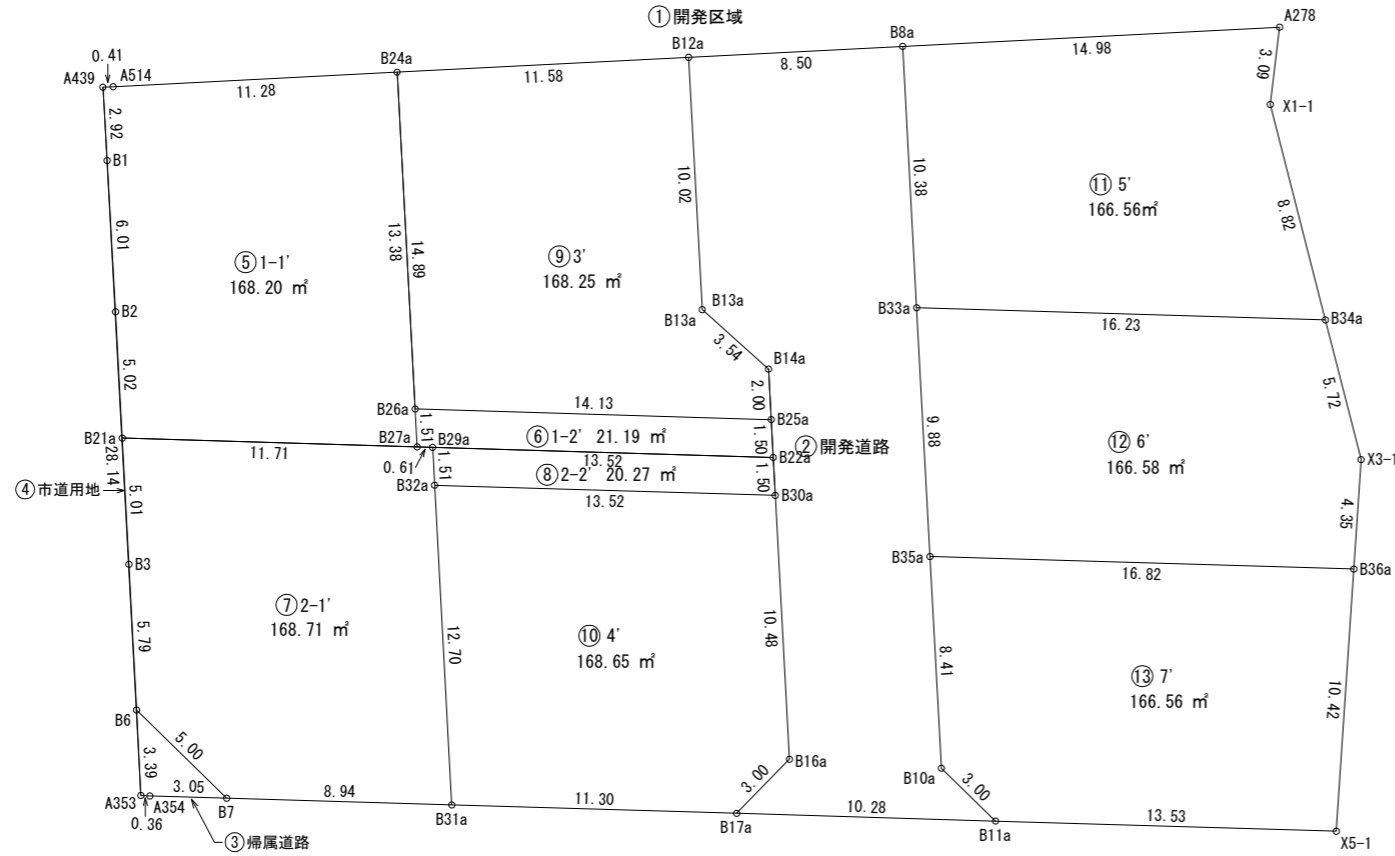 ①開発区域
A278
B8a
B12a
14.98
0.41
8.50
B24a
11.58
3.09
A439
A514
11.28
X1-1
2.92
B1
10.02
10.38
⑪5'
166.56㎡
8.82
6.01
13.38
14.89
⑤1-1'
168.20 ㎡
⑨3'
168.25 ㎡
B2
B13a
B13a
B33a
B34a
16.23
3.54
5.02
B14a
2.00
5.72
B26a
14.13
B25a
B21a
1.51
B27a
B29a
⑥1-2' 21.19 ㎡
1.50
②開発道路
⑫6'
166.58 ㎡
9.88
11.71
0.61
13.52
B22a
X3-1
28.14
1.51
⑧2-2' 20.27 ㎡
1.50
④市道用地
B32a
13.52
B30a
5.01
4.35
B3
B35a
16.82
B36a
⑦2-1'
168.71 ㎡
5.79
10.48
⑩4'
168.65 ㎡
12.70
8.41
⑬7'
166.56 ㎡
10.42
B6
5.00
3.39
B16a
B10a
3.00
3.00
A353
A354
3.05
B7
8.94
B31a
11.30
B17a
10.28
B11a
13.53
X5-1
0.36
③帰属道路